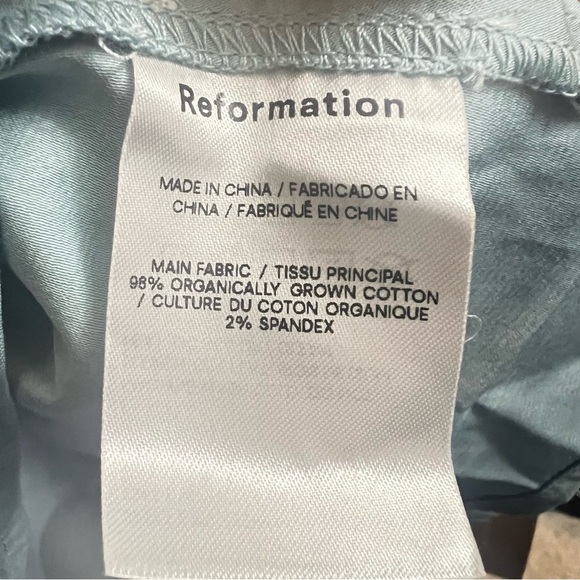 Reformation
MADE IN CHINA / FABRICADO EN
CHINA / FABRIQUÉ EN CHINE
MAIN FABRIC / TISSU PRINCIPAL
98% ORGANICALLY GROWN COTTON
/ CULTURE DU COTON ORGANIQUE
2% SPANDEX